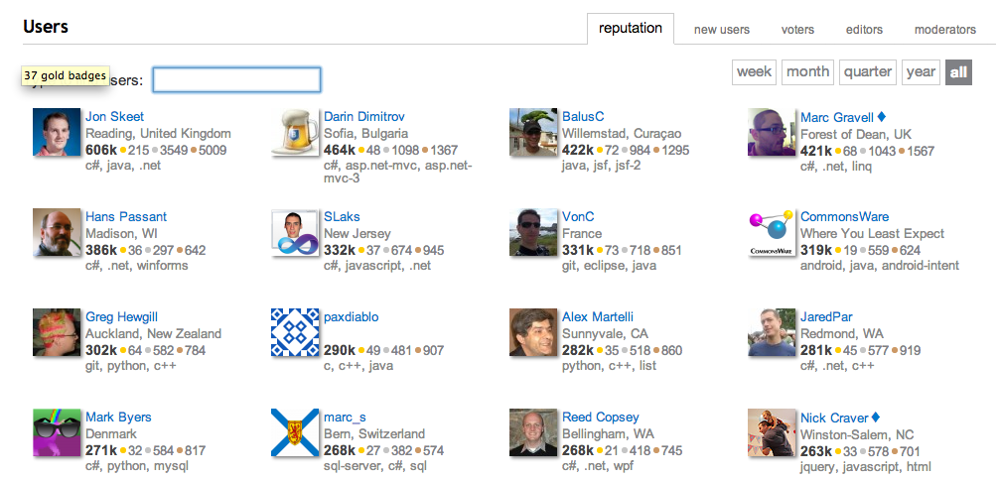 Users
reputation
new users
voters
editors
moderators
37 gold badges
sers:
week month quarter year all
Jon Skeet
Reading, United Kingdom
606k 215 3549 5009
c#, java, .net
Darin Dimitrov
Sofia, Bulgaria
464k 48 1098 1367
c#, asp.net-mvc, asp.net-
mvc-3
BalusC
Willemstad, Curaçao
422k 72 984 1295
java, jsf, jsf-2
Marc Gravell ♦
Forest of Dean, UK
421k 68 1043 1567
c#, .net, linq
Hans Passant
Madison, WI
386k 36 297 642
c#, .net, winforms
SLaks
New Jersey
332k 37 674 945
c#, javascript, .net
VonC
France
331k 73 718 851
git, eclipse, java
COMMONSWARE
CommonsWare
Where You Least Expect
319k 19 559 624
android, java, android-intent
Greg Hewgill
Auckland, New Zealand
302k 64 582 784
git, python, c++
paxdiablo
290k 49 481 907
c, c++, java
Alex Martelli
Sunnyvale, CA
282k 35 518 860
python, c++, list
JaredPar
Redmond, WA
281k 45 577 919
c#, .net, c++
Mark Byers
Denmark
271k 32 584 817
c#, python, mysql
marc_s
Bern, Switzerland
268k 27 382 574
sql-server, c#, sql
Reed Copsey
Bellingham, WA
268k 21 418 745
c#, .net, wpf
Nick Craver ♦
Winston-Salem, NC
263k 33 578 701
jquery, javascript, html